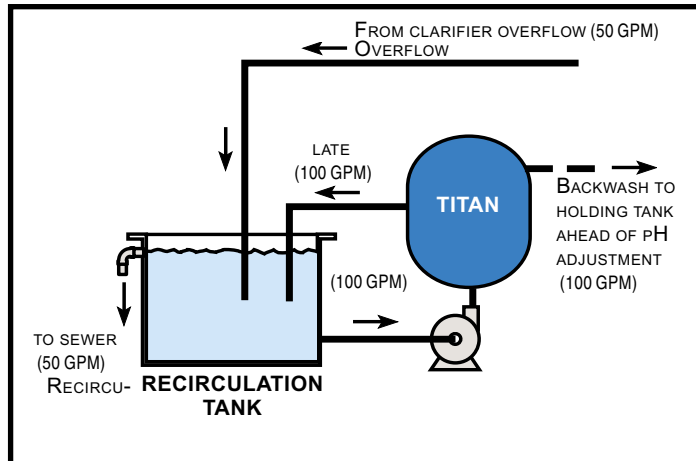 FROM CLARIFIER OVERFLOW (50 GPM)
OVERFLOW
LATE
(100 GPM)
TITAN
BACKWASH TO
HOLDING TANK
AHEAD OF pH
ADJUSTMENT
(100 GPM)
(100 GPM)
TO SEWER
(50 GPM)
RECIRCU-
RECIRCULATION
TANK